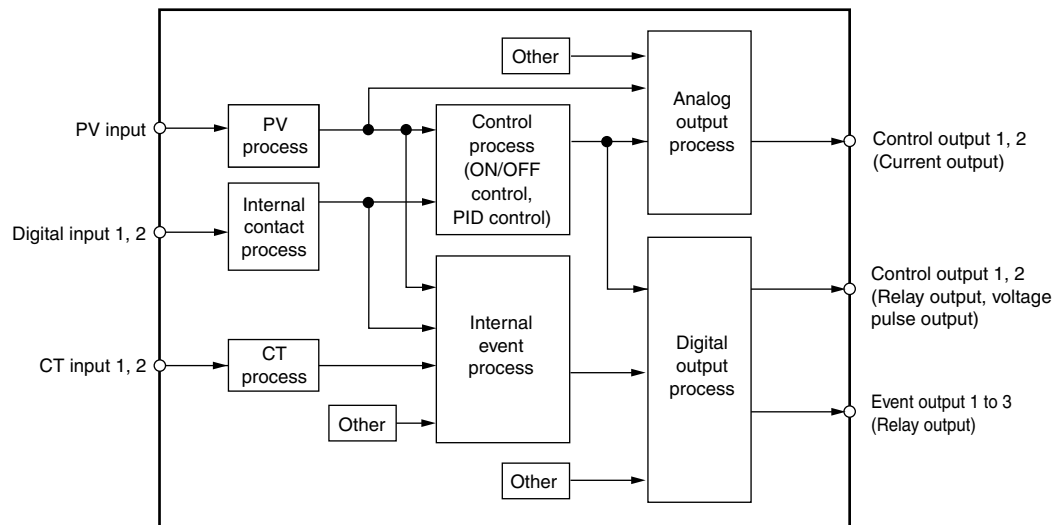 Other
Analog
output
process
PV input
PV
process
Control
process
(ON/OFF
control,
PID control)
Control output 1, 2
(Current output)
Digital input 1, 2
Internal
contact
process
Control output 1, 2
(Relay output, voltage
pulse output)
Internal
event
process
Digital
output
process
CT input 1, 2
CT
process
Other
Event output 1 to 3
(Relay output)
Other